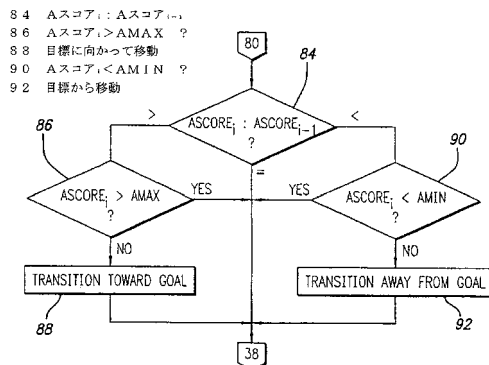 84 Aスコアi:Aスコアi-1
86 Aスコアi>AMAX ?
88 目標に向かって移動
90 Aスコアi<AMIN ?
92 目標から移動
80
84
ASCOREi : ASCOREi-1
?
>
<
=
86
ASCOREi > AMAX
?
YES
NO
90
ASCOREi < AMIN
?
YES
NO
TRANSITION TOWARD GOAL
88
TRANSITION AWAY FROM GOAL
92
38